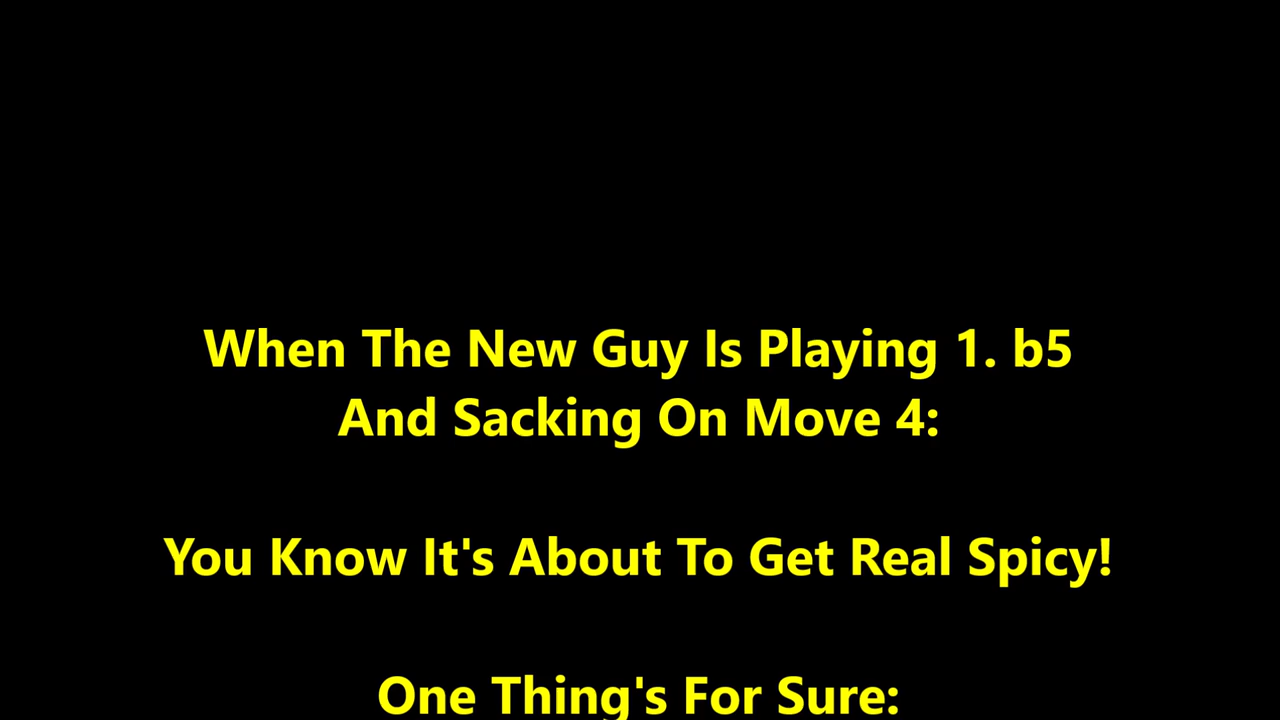 When The New Guy Is Playing 1. b5
And Sacking On Move 4:
You Know It's About To Get Real Spicy!
One Thing's For Sure: